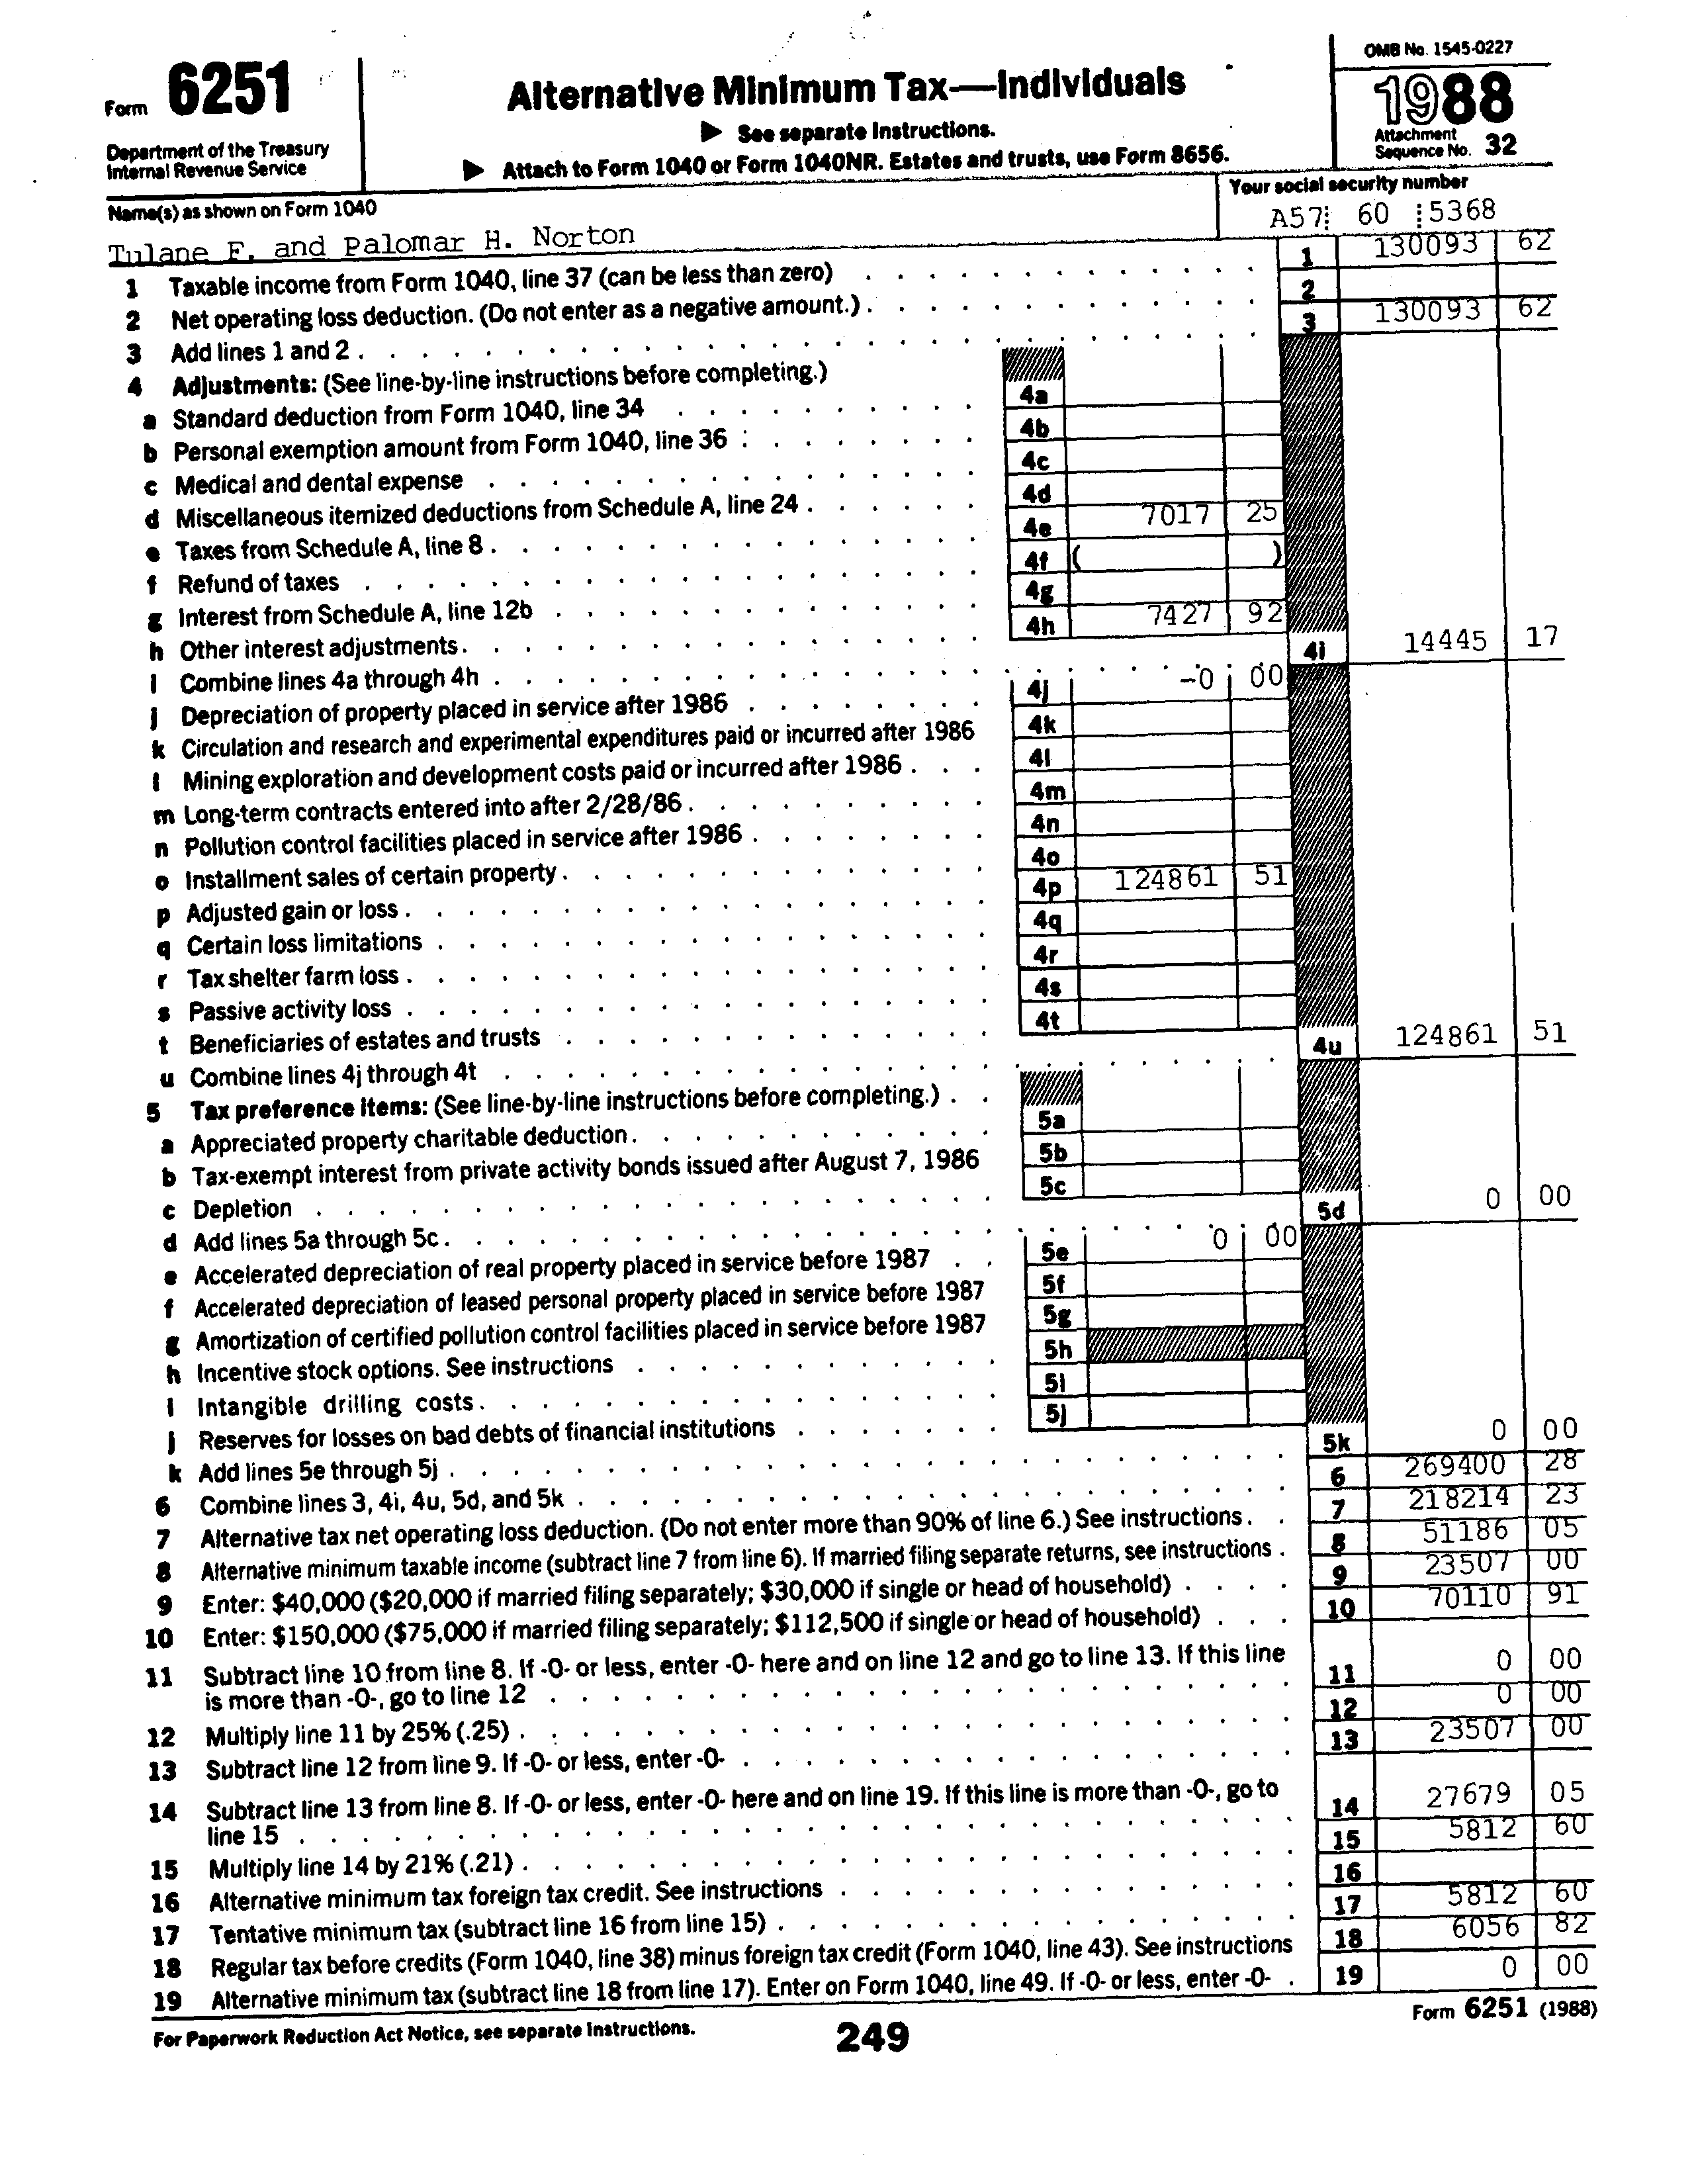 Form 6251
Department of the Treasury
Internal Revenue Service
Alternative Minimum Tax—Individuals
▶ See separate Instructions.
▶ Attach to Form 1040 or Form 1040NR. Estates and trusts, use Form 8656.
OMB No. 1545-0227
1988
Attachment
Sequence No. 32
Name(s) as shown on Form 1040
Your social security number
Tulane F. and Palomar H. Norton
A57 60 5368
1 Taxable income from Form 1040, line 37 (can be less than zero) 1 130093 62
2 Net operating loss deduction. (Do not enter as a negative amount.) 2
3 Add lines 1 and 2 3 130093 62
4 Adjustments: (See line-by-line instructions before completing.)
a Standard deduction from Form 1040, line 34 4a
b Personal exemption amount from Form 1040, line 36 4b
c Medical and dental expense 4c
d Miscellaneous itemized deductions from Schedule A, line 24 4d
e Taxes from Schedule A, line 8 4e 7017 25
f Refund of taxes 4f ( )
g Interest from Schedule A, line 12b 4g
h Other interest adjustments 4h 7427 92
i Combine lines 4a through 4h 4i 14445 17
j Depreciation of property placed in service after 1986 4j -0 00
k Circulation and research and experimental expenditures paid or incurred after 1986 4k
l Mining exploration and development costs paid or incurred after 1986 4l
m Long-term contracts entered into after 2/28/86 4m
n Pollution control facilities placed in service after 1986 4n
o Installment sales of certain property 4o
p Adjusted gain or loss 4p 124861 51
q Certain loss limitations 4q
r Tax shelter farm loss 4r
s Passive activity loss 4s
t Beneficiaries of estates and trusts 4t
u Combine lines 4j through 4t 4u 124861 51
5 Tax preference items: (See line-by-line instructions before completing.)
a Appreciated property charitable deduction 5a
b Tax-exempt interest from private activity bonds issued after August 7, 1986 5b
c Depletion 5c
d Add lines 5a through 5c 5d 0 00
e Accelerated depreciation of real property placed in service before 1987 5e 0 00
f Accelerated depreciation of leased personal property placed in service before 1987 5f
g Amortization of certified pollution control facilities placed in service before 1987 5g
h Incentive stock options. See instructions 5h
i Intangible drilling costs 5i
j Reserves for losses on bad debts of financial institutions 5j
k Add lines 5e through 5j 5k 0 00
6 Combine lines 3, 4i, 4u, 5d, and 5k 6 269400 28
7 Alternative tax net operating loss deduction. (Do not enter more than 90% of line 6.) See instructions 7 218214 23
8 Alternative minimum taxable income (subtract line 7 from line 6). If married filing separate returns, see instructions 8 51186 05
9 Enter: $40,000 ($20,000 if married filing separately; $30,000 if single or head of household) 9 23507 00
10 Enter: $150,000 ($75,000 if married filing separately; $112,500 if single or head of household) 10 70110 91
11 Subtract line 10 from line 8. If -0- or less, enter -0- here and on line 12 and go to line 13. If this line
is more than -0-, go to line 12 11 0 00
12 Multiply line 11 by 25% (.25) 12 0 00
13 Subtract line 12 from line 9. If -0- or less, enter -0- 13 23507 00
14 Subtract line 13 from line 8. If -0- or less, enter -0- here and on line 19. If this line is more than -0-, go to
line 15 14 27679 05
15 Multiply line 14 by 21% (.21) 15 5812 60
16 Alternative minimum tax foreign tax credit. See instructions 16
17 Tentative minimum tax (subtract line 16 from line 15) 17 5812 60
18 Regular tax before credits (Form 1040, line 38) minus foreign tax credit (Form 1040, line 43). See instructions 18 6056 82
19 Alternative minimum tax (subtract line 18 from line 17). Enter on Form 1040, line 49. If -0- or less, enter -0- 19 0 00
For Paperwork Reduction Act Notice, see separate Instructions.
249
Form 6251 (1988)